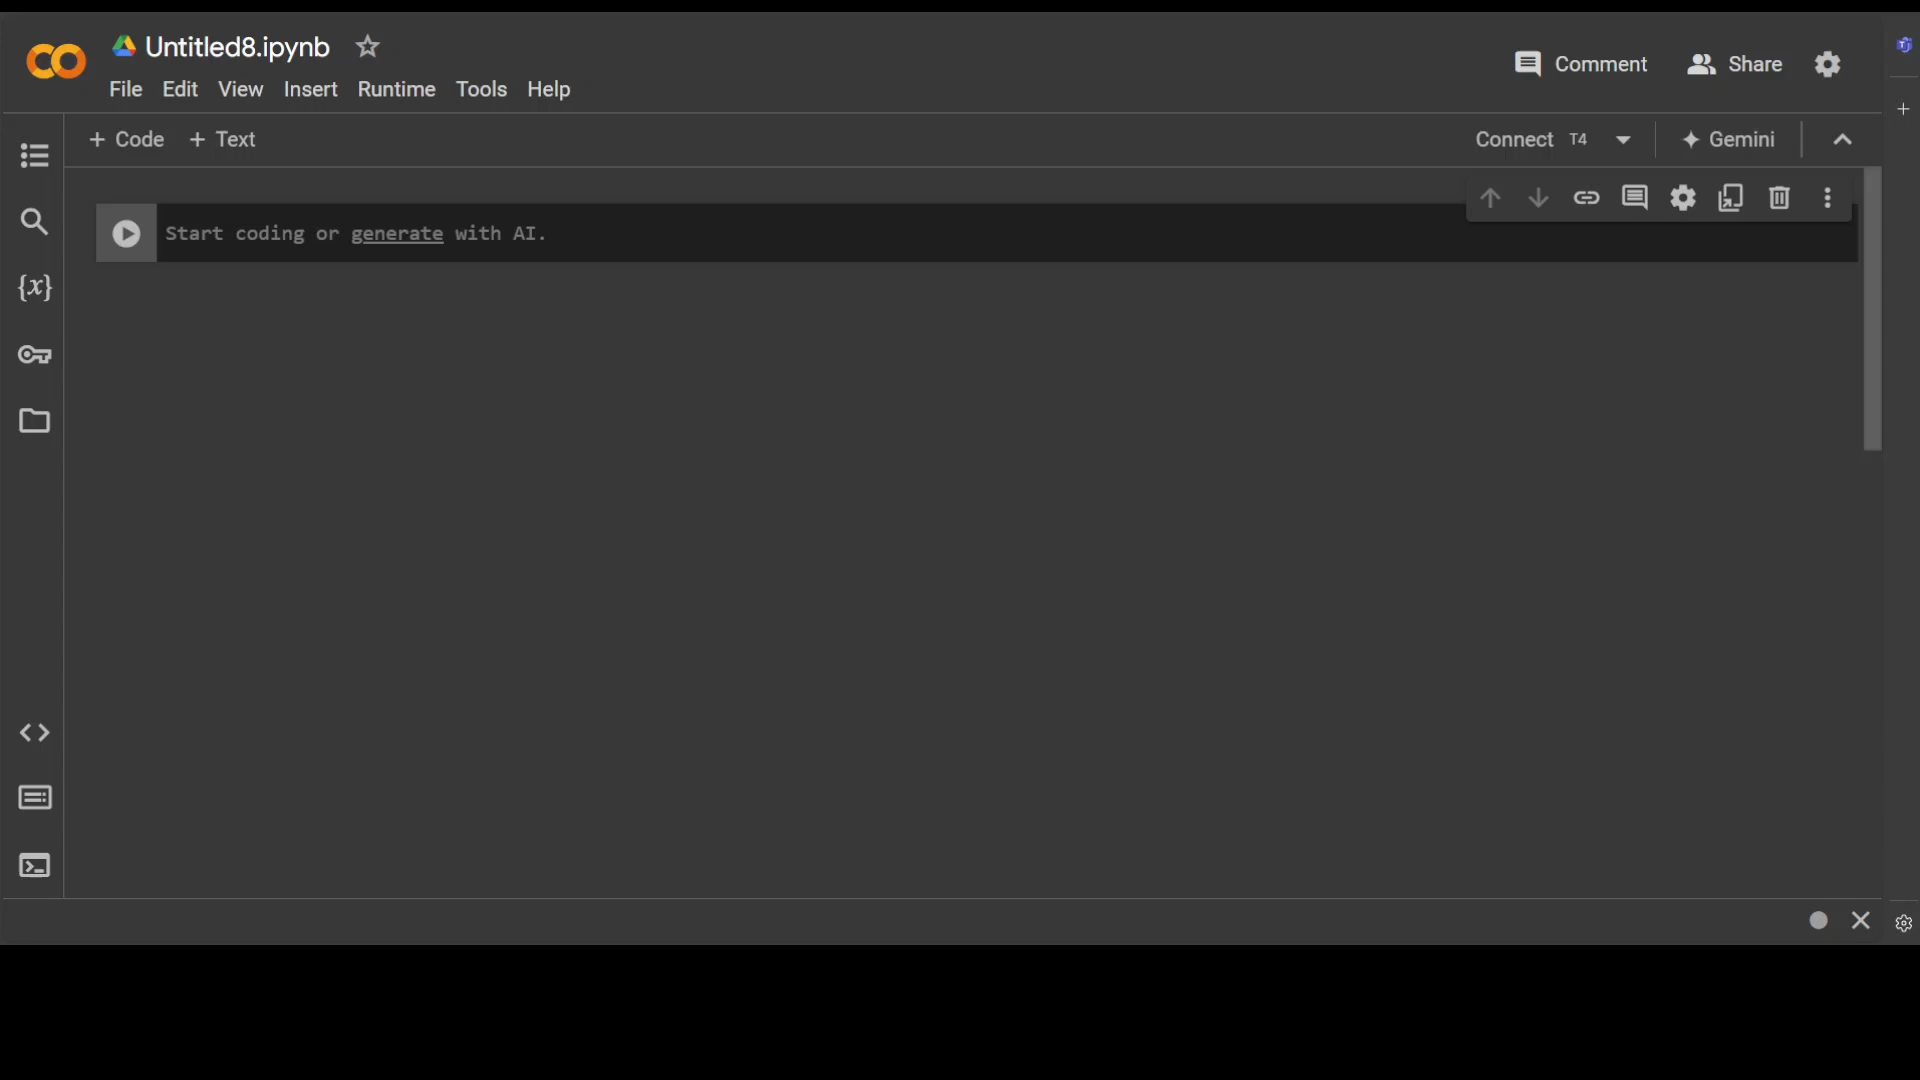 Untitled8.ipynb
File Edit View Insert Runtime Tools Help
Comment Share
+ Code + Text
Connect T4 Gemini
{x}
Start coding or generate with AI.